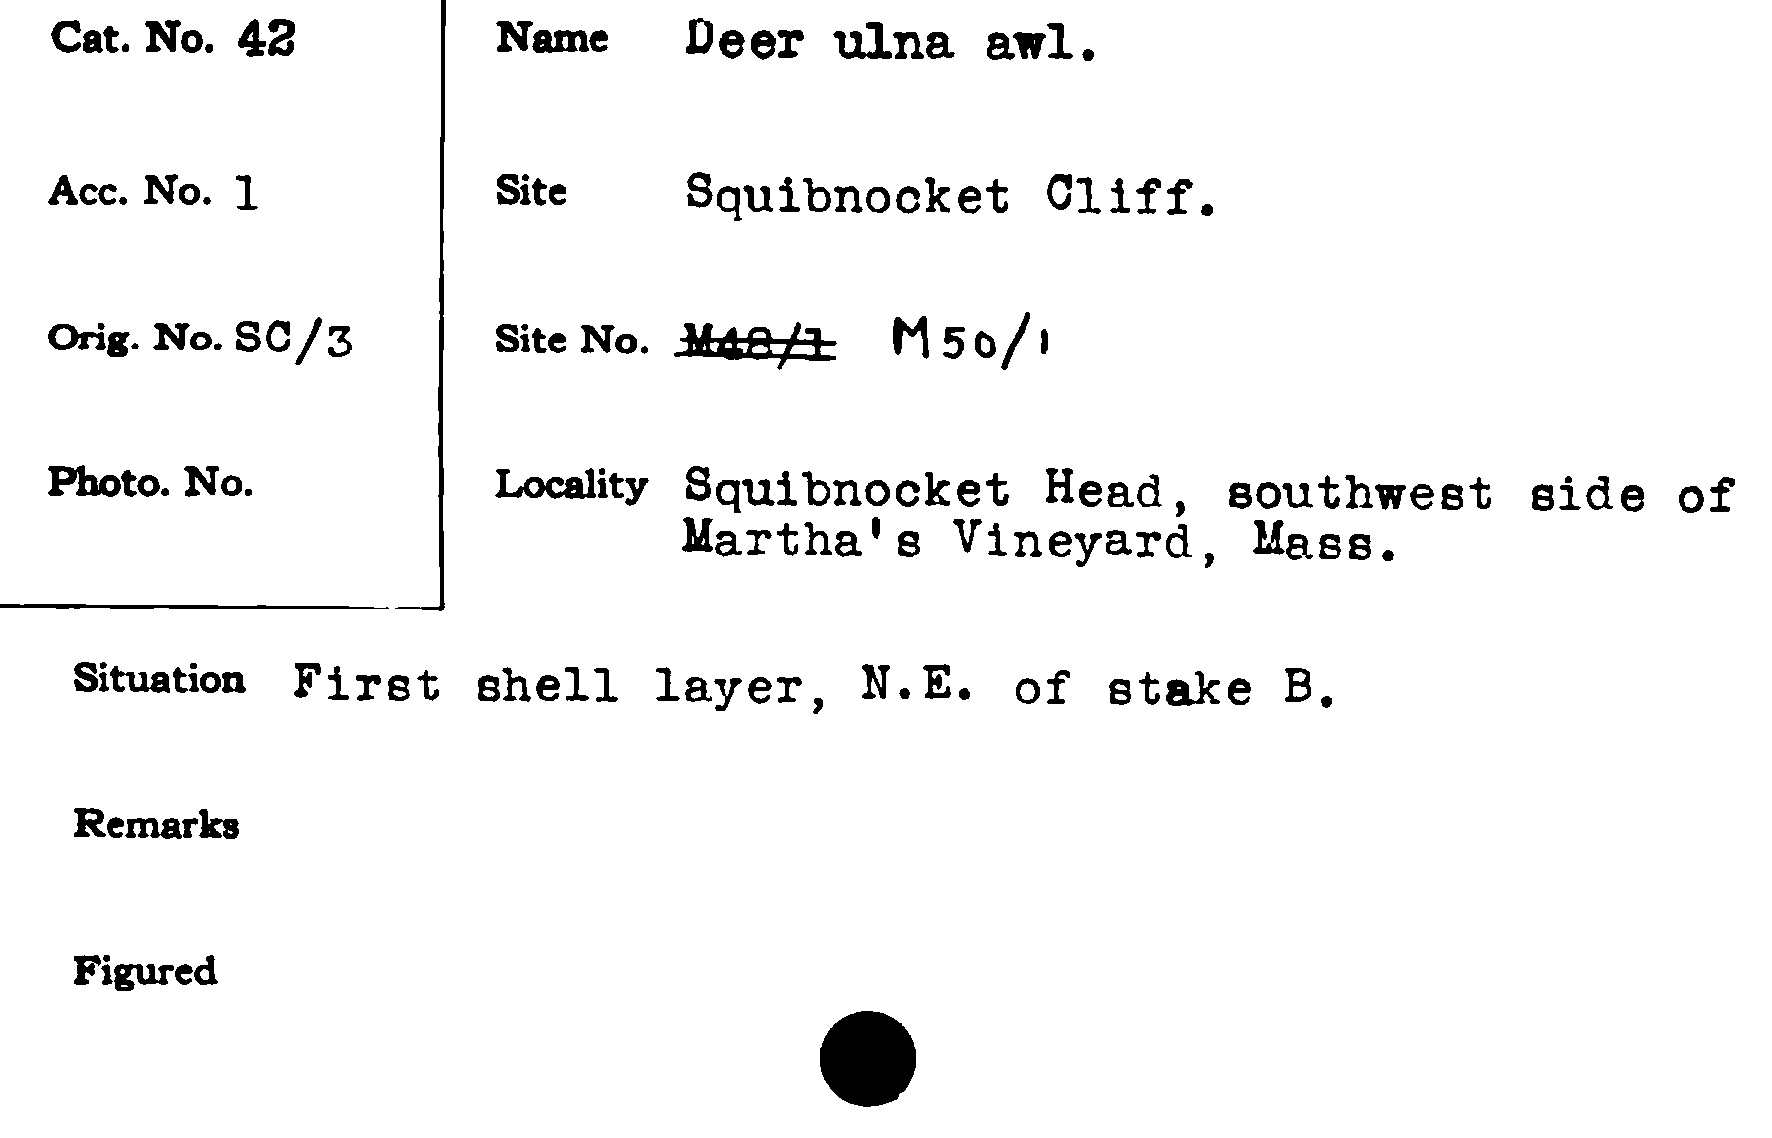 Cat. No. 42
Name Deer ulna awl.
Acc. No. 1
Site Squibnocket Cliff.
Orig. No. SC/3
Site No. M48/1 M50/1
Photo. No.
Locality Squibnocket Head, southwest side of
Martha's Vineyard, Mass.
Situation First shell layer, N.E. of stake B.
Remarks
Figured